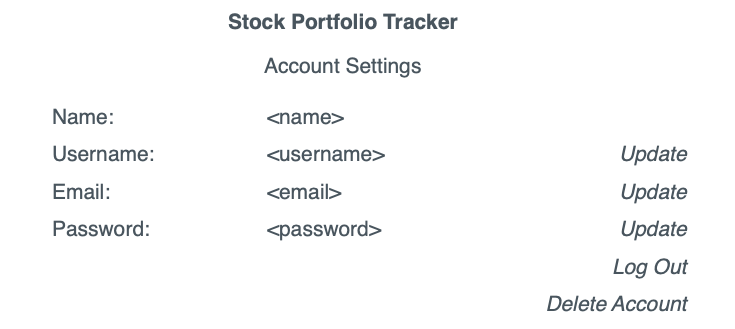 Stock Portfolio Tracker
Account Settings
Name: <name>
Username: <username> Update
Email: <email> Update
Password: <password> Update
Log Out
Delete Account